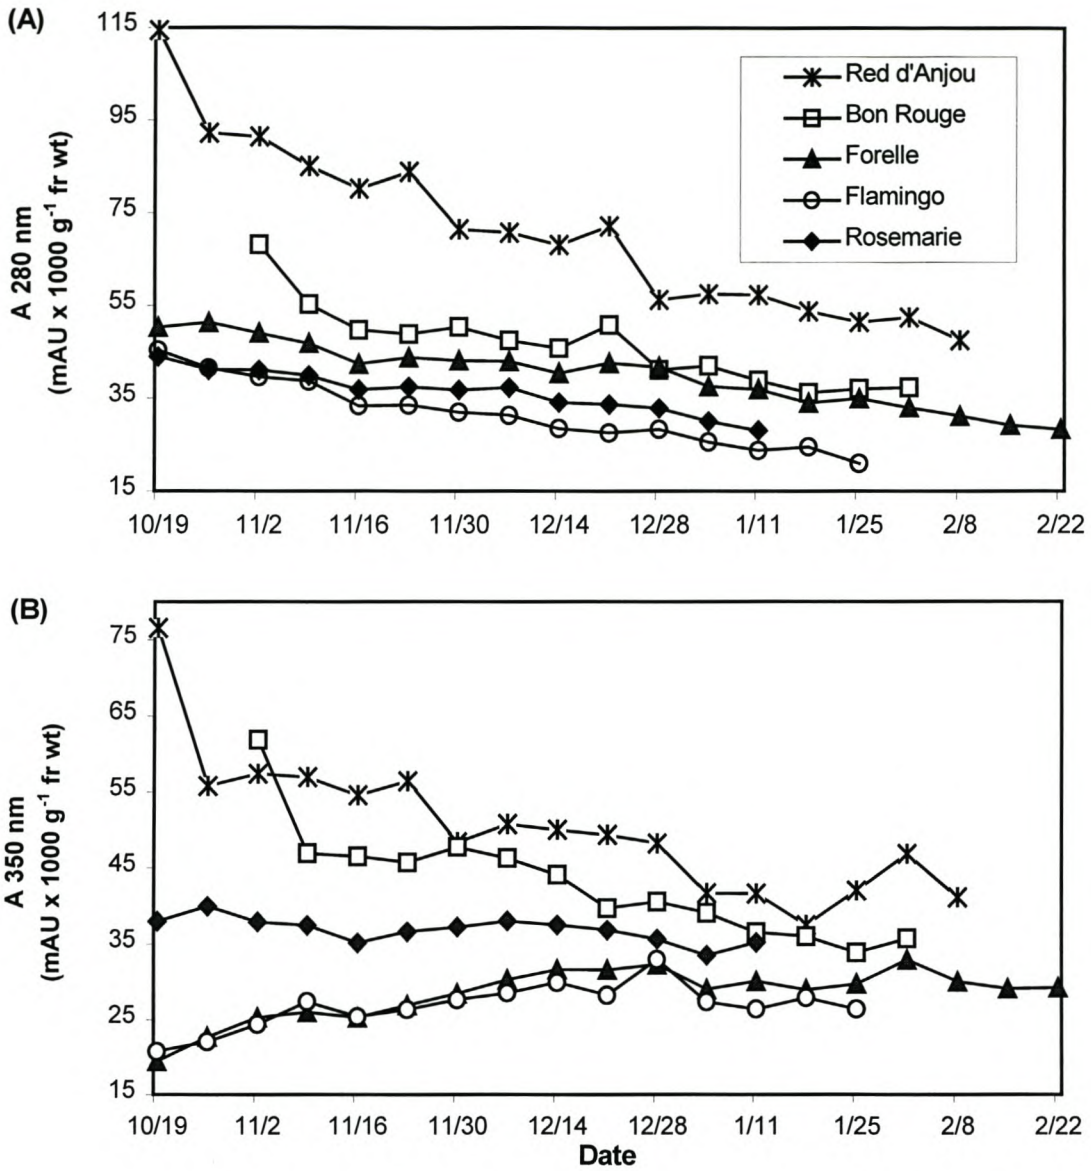 (A)
A 280 nm
(mAU x 1000 g⁻¹ fr wt)
115
95
75
55
35
15
Red d'Anjou
Bon Rouge
Forelle
Flamingo
Rosemarie
10/19 11/2 11/16 11/30 12/14 12/28 1/11 1/25 2/8 2/22
(B)
A 350 nm
(mAU x 1000 g⁻¹ fr wt)
75
65
55
45
35
25
15
10/19 11/2 11/16 11/30 12/14 12/28 1/11 1/25 2/8 2/22
Date